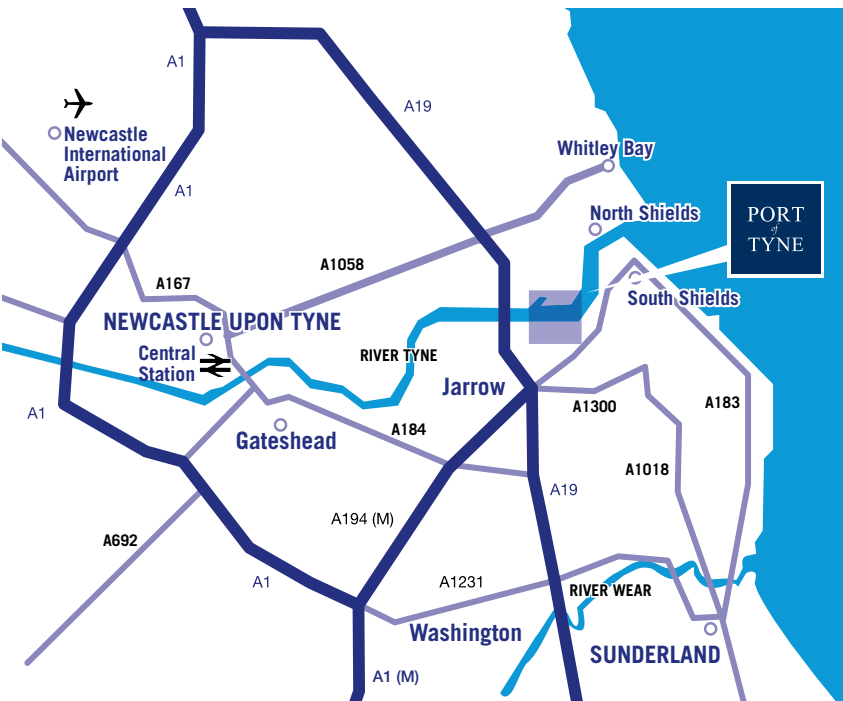 A1
A19
Newcastle
International
Airport
Whitley Bay
A1
North Shields
PORT
of
TYNE
A1058
A167
South Shields
NEWCASTLE UPON TYNE
Central
Station
RIVER TYNE
Jarrow
A1300
A183
A1
Gateshead
A184
A1018
A19
A194 (M)
A692
A1
A1231
RIVER WEAR
Washington
SUNDERLAND
A1 (M)